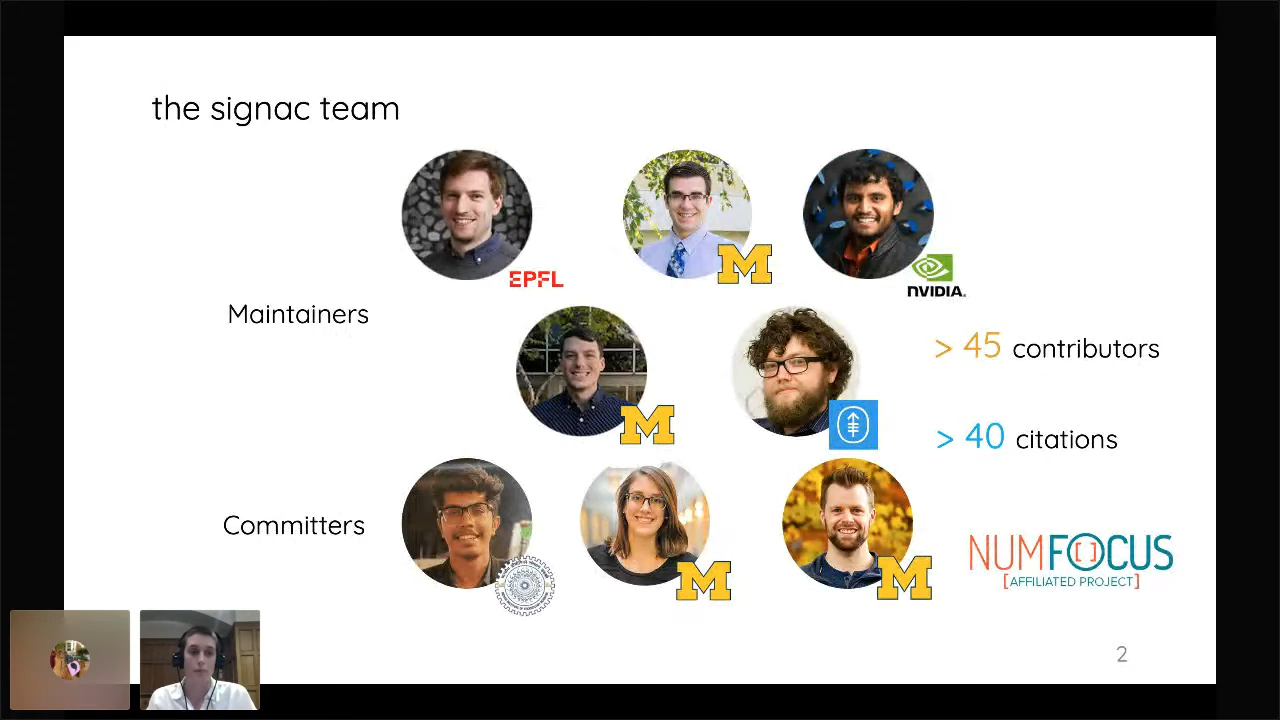 the signac team
EPFL
M
NVIDIA.
Maintainers
> 45 contributors
M
> 40 citations
Committers
M
M
NUMFOCUS
[AFFILIATED PROJECT]
2